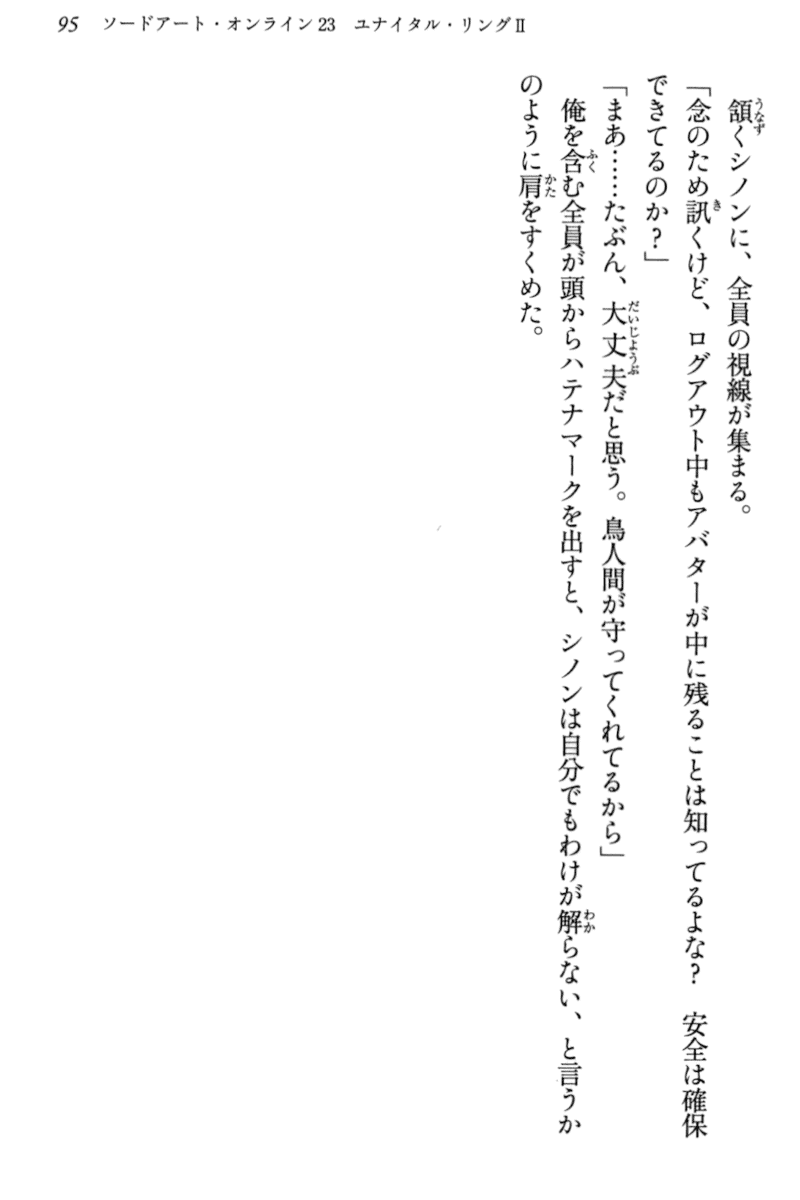 95 ソードアート・オンライン23 ユナイタル・リングⅡ
頷くシノンに、全員の視線が集まる。
「念のため訊くけど、ログアウト中もアバターが中に残ることは知ってるよな? 安全は確保
できてるのか?」
「まあ……たぶん、大丈夫だと思う。鳥人間が守ってくれてるから」
俺を含む全員が頭からハテナマークを出すと、シノンは自分でもわけが解らない、と言うか
のように肩をすくめた。